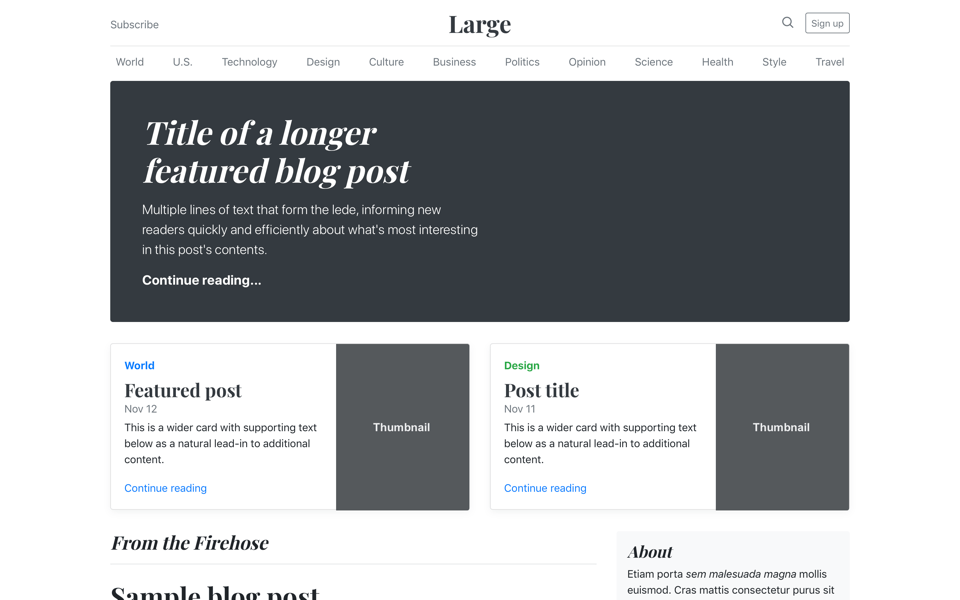 Subscribe
Large
Sign up
World U.S. Technology Design Culture Business Politics Opinion Science Health Style Travel
Title of a longer
featured blog post
Multiple lines of text that form the lede, informing new
readers quickly and efficiently about what's most interesting
in this post's contents.
Continue reading...
World
Featured post
Nov 12
This is a wider card with supporting text
below as a natural lead-in to additional
content.
Continue reading
Thumbnail
Design
Post title
Nov 11
This is a wider card with supporting text
below as a natural lead-in to additional
content.
Continue reading
Thumbnail
From the Firehose
Sample blog post
About
Etiam porta sem malesuada magna mollis
euismod. Cras mattis consectetur purus sit